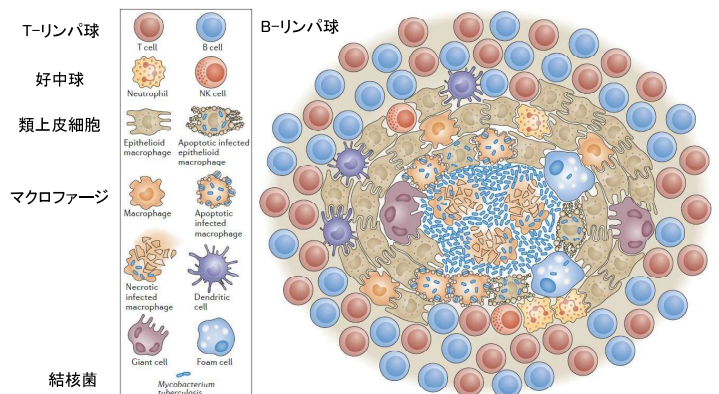 T-リンパ球
B-リンパ球
T cell
B cell
好中球
Neutrophil
NK cell
類上皮細胞
Epithelioid
macrophage
Apoptotic infected
epithelioid
macrophage
マクロファージ
Macrophage
Apoptotic
infected
macrophage
Necrotic
infected
macrophage
Dendritic
cell
Giant cell
Foam cell
結核菌
Mycobacterium
tuberculosis